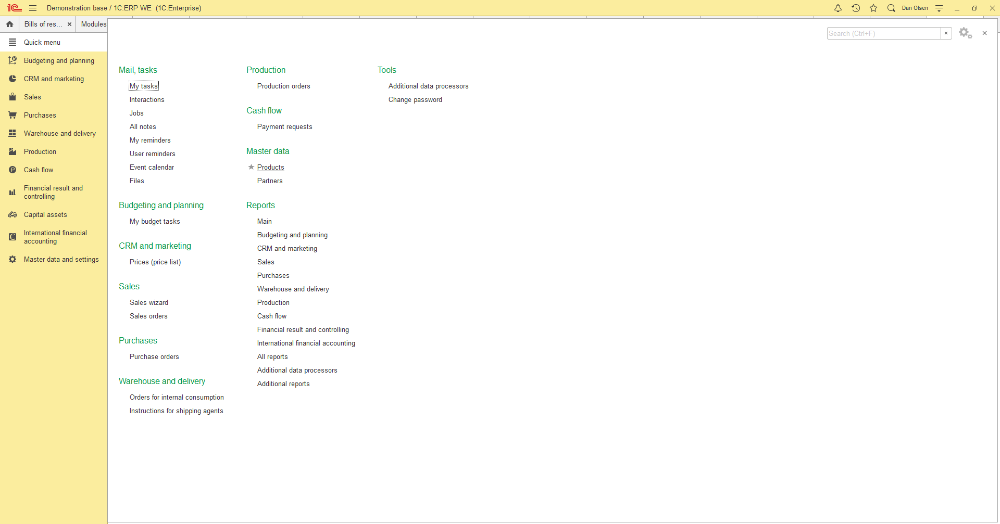 1C
Demonstration base / 1C:ERP WE (1C:Enterprise)
Dan Olsen
Bills of res...
Modules
Search (Ctrl+F)
Quick menu
Budgeting and planning
CRM and marketing
Sales
Purchases
Warehouse and delivery
Production
Cash flow
Financial result and
controlling
Capital assets
International financial
accounting
Master data and settings
Mail, tasks
My tasks
Interactions
Jobs
All notes
My reminders
User reminders
Event calendar
Files
Budgeting and planning
My budget tasks
CRM and marketing
Prices (price list)
Sales
Sales wizard
Sales orders
Purchases
Purchase orders
Warehouse and delivery
Orders for internal consumption
Instructions for shipping agents
Production
Production orders
Cash flow
Payment requests
Master data
Products
Partners
Reports
Main
Budgeting and planning
CRM and marketing
Sales
Purchases
Warehouse and delivery
Production
Cash flow
Financial result and controlling
International financial accounting
All reports
Additional data processors
Additional reports
Tools
Additional data processors
Change password